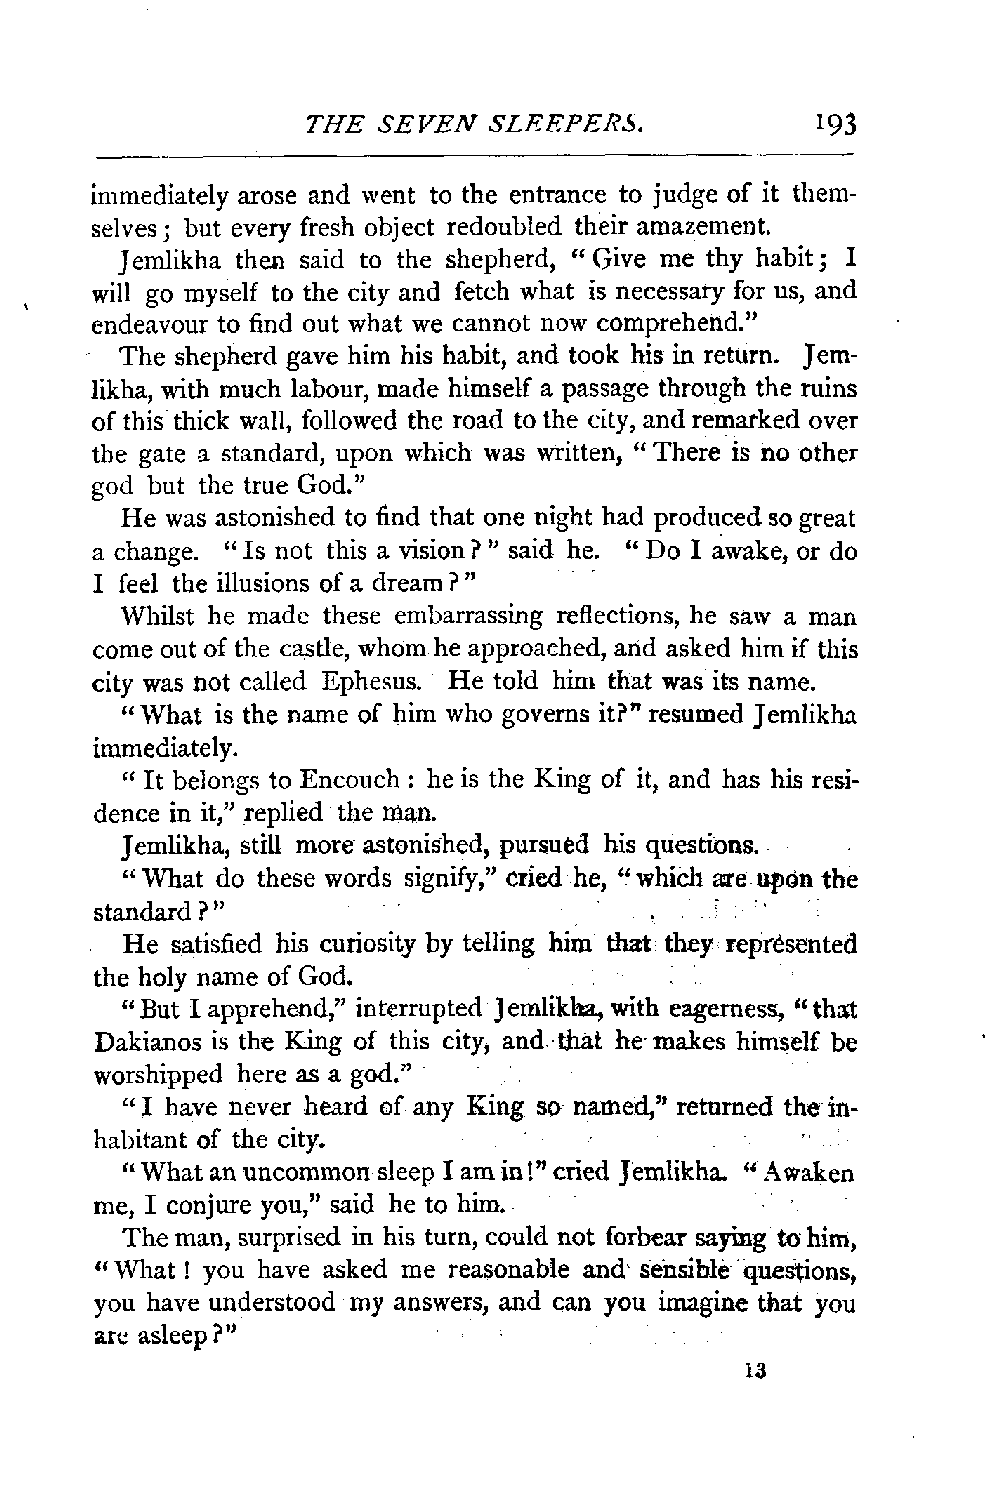 THE SEVEN SLEEPERS. 193
immediately arose and went to the entrance to judge of it them-
selves; but every fresh object redoubled their amazement.
Jemlikha then said to the shepherd, "Give me thy habit; I
will go myself to the city and fetch what is necessary for us, and
endeavour to find out what we cannot now comprehend."
The shepherd gave him his habit, and took his in return. Jem-
likha, with much labour, made himself a passage through the ruins
of this thick wall, followed the road to the city, and remarked over
the gate a standard, upon which was written, "There is no other
god but the true God."
He was astonished to find that one night had produced so great
a change. "Is not this a vision?" said he. "Do I awake, or do
I feel the illusions of a dream?"
Whilst he made these embarrassing reflections, he saw a man
come out of the castle, whom he approached, and asked him if this
city was not called Ephesus. He told him that was its name.
"What is the name of him who governs it?" resumed Jemlikha
immediately.
"It belongs to Encouch: he is the King of it, and has his resi-
dence in it," replied the man.
Jemlikha, still more astonished, pursued his questions.
"What do these words signify," cried he, "which are upon the
standard?"
He satisfied his curiosity by telling him that they represented
the holy name of God.
"But I apprehend," interrupted Jemlikha, with eagerness, "that
Dakianos is the King of this city, and that he makes himself be
worshipped here as a god."
"I have never heard of any King so named," returned the in-
habitant of the city.
"What an uncommon sleep I am in!" cried Jemlikha. "Awaken
me, I conjure you," said he to him.
The man, surprised in his turn, could not forbear saying to him,
"What! you have asked me reasonable and sensible questions,
you have understood my answers, and can you imagine that you
are asleep?"
13